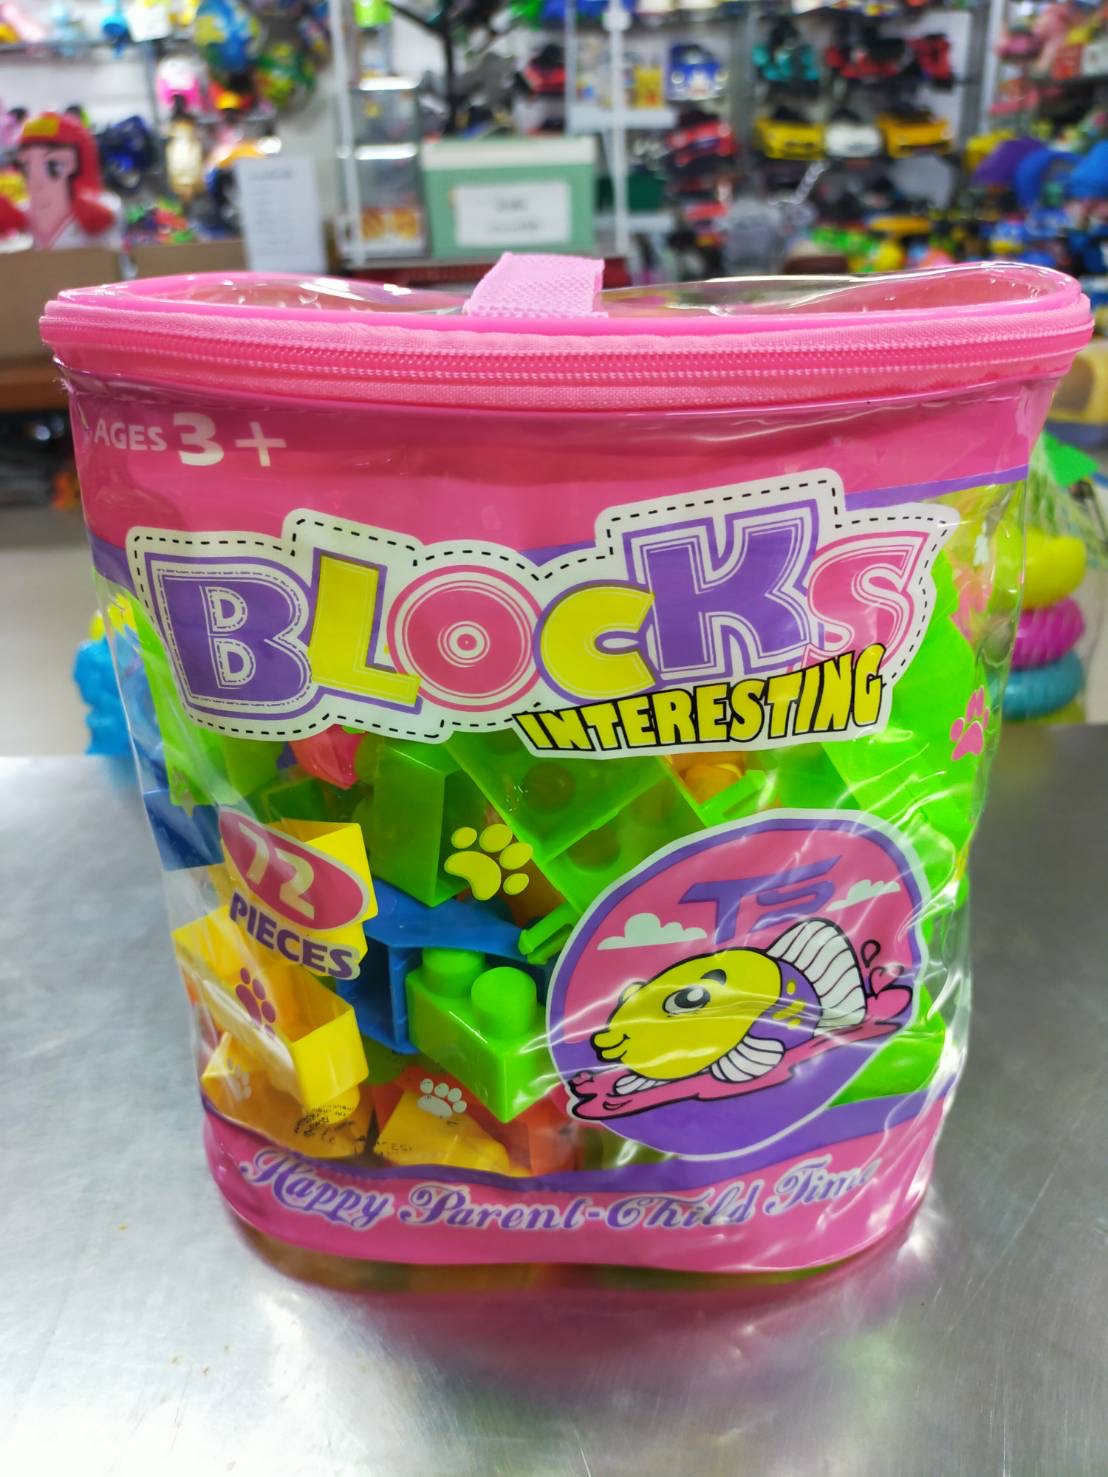 AGES 3+
BLOCKS
INTERESTING
72
PIECES
TS
Happy Parent-Child Time